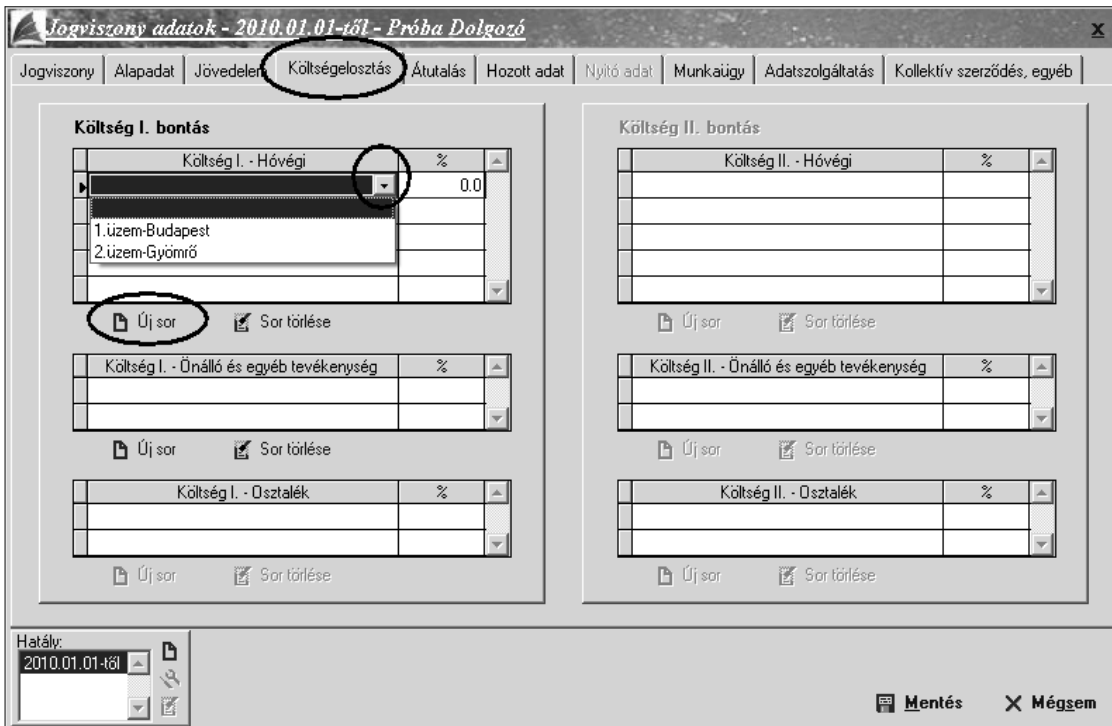 Jogviszony adatok - 2010.01.01-től - Próba Dolgozó
x
Jogviszony Alapadat Jövedelem Költségelosztás Átutalás Hozott adat Nyitó adat Munkaügy Adatszolgáltatás Kollektív szerződés, egyéb
Költség I. bontás
Költség I. - Hóvégi %
0.0
1.üzem-Budapest
2.üzem-Gyömrő
Új sor Sor törlése
Költség I. - Önálló és egyéb tevékenység %
Új sor Sor törlése
Költség I. - Osztalék %
Új sor Sor törlése
Költség II. bontás
Költség II. - Hóvégi %
Új sor Sor törlése
Költség II. - Önálló és egyéb tevékenység %
Új sor Sor törlése
Költség II. - Osztalék %
Új sor Sor törlése
Hatály:
2010.01.01-től
Mentés Mégsem